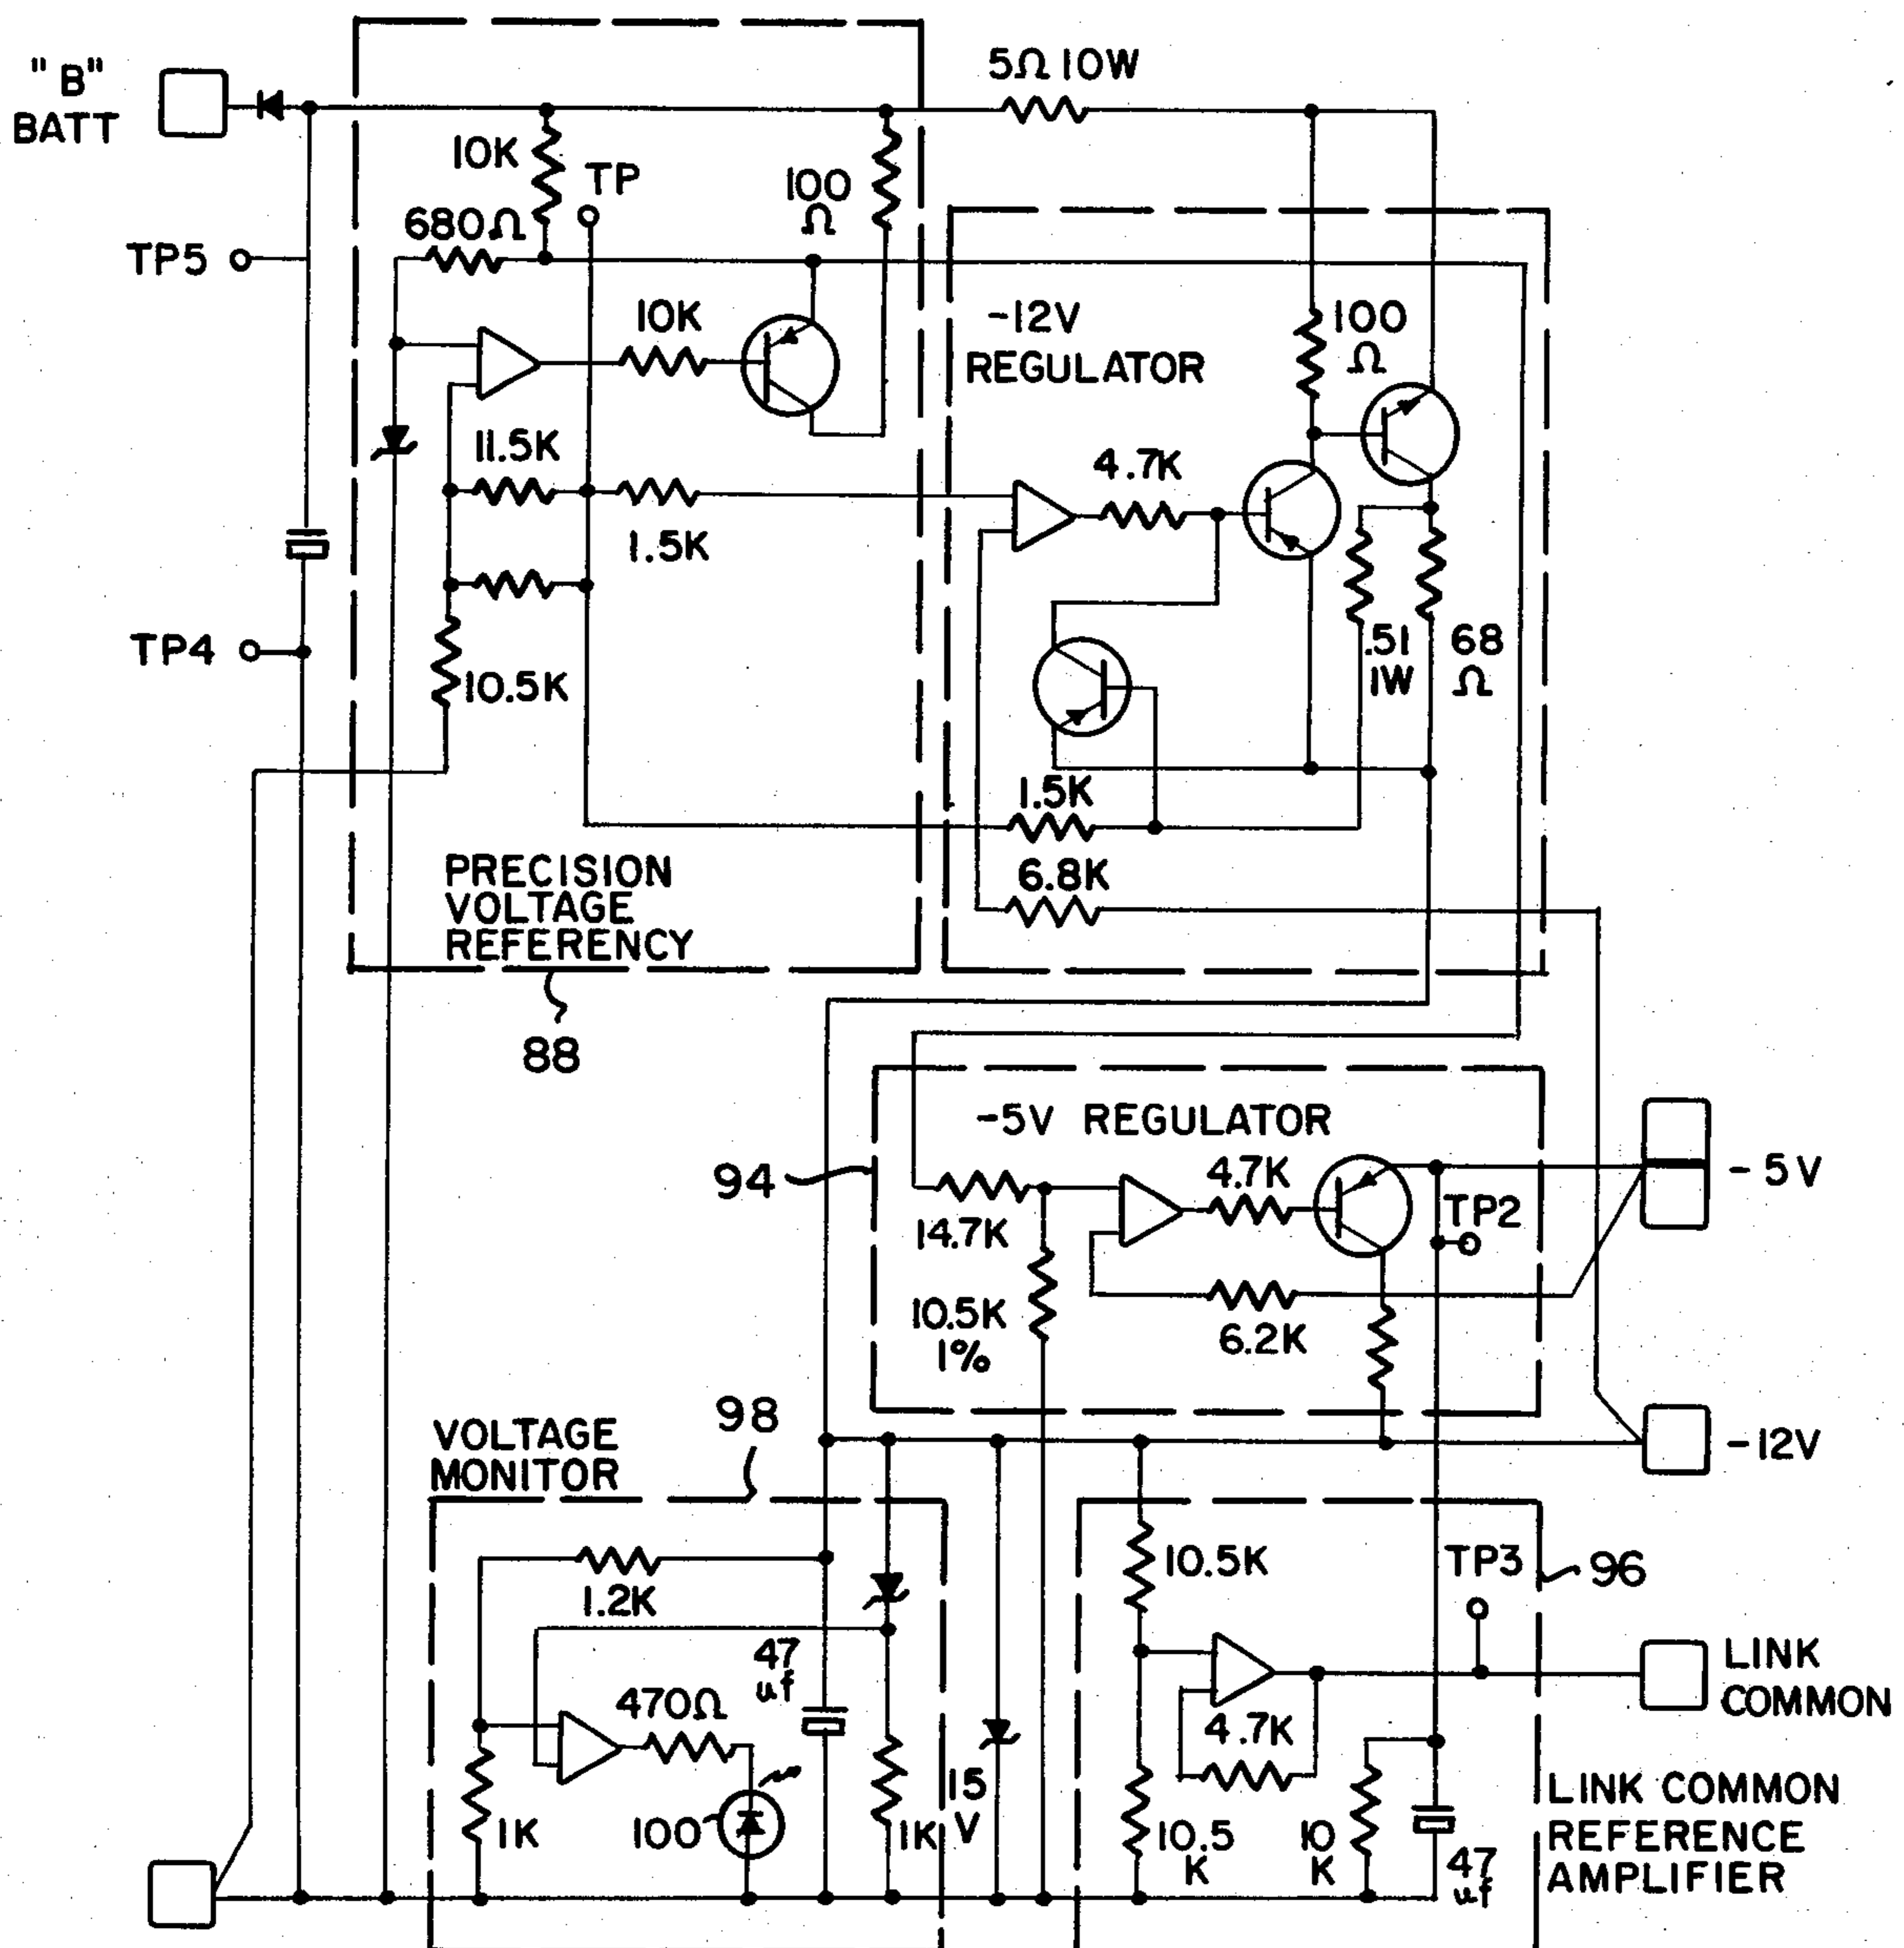 "B"
BATT
5Ω 10W
10K
TP
100
Ω
680Ω
TP5
10K
-12V
REGULATOR
100
Ω
11.5K
4.7K
1.5K
TP4
10.5K
.51
1W
68
Ω
1.5K
6.8K
PRECISION
VOLTAGE
REFERENCY
88
-5V REGULATOR
94
4.7K
-5V
TP2
14.7K
10.5K
1%
6.2K
98
VOLTAGE
MONITOR
-12V
10.5K
TP3
96
1.2K
47
uf
470Ω
LINK
COMMON
4.7K
15
V
1K
100
1K
10.5
K
10
K
47
uf
LINK COMMON
REFERENCE
AMPLIFIER